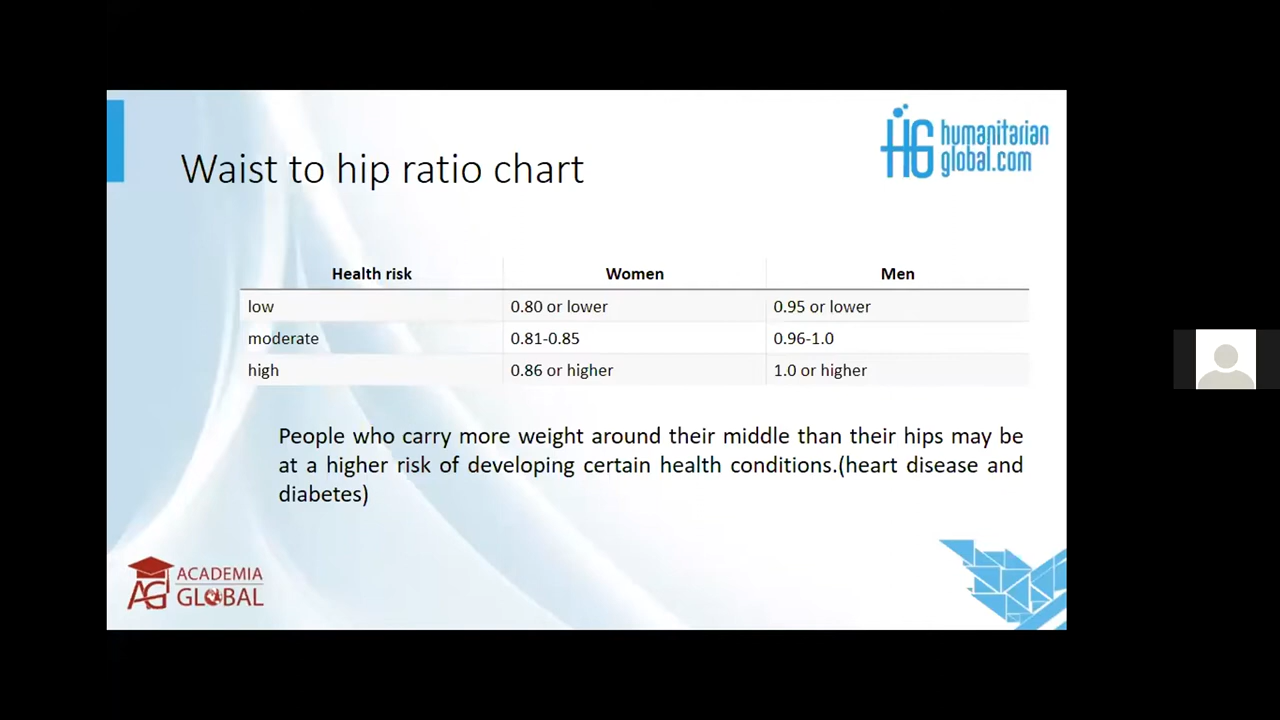 humanitarian
global.com
Waist to hip ratio chart
Health risk Women Men
low 0.80 or lower 0.95 or lower
moderate 0.81-0.85 0.96-1.0
high 0.86 or higher 1.0 or higher
People who carry more weight around their middle than their hips may be
at a higher risk of developing certain health conditions.(heart disease and
diabetes)
AG ACADEMIA
GLOBAL